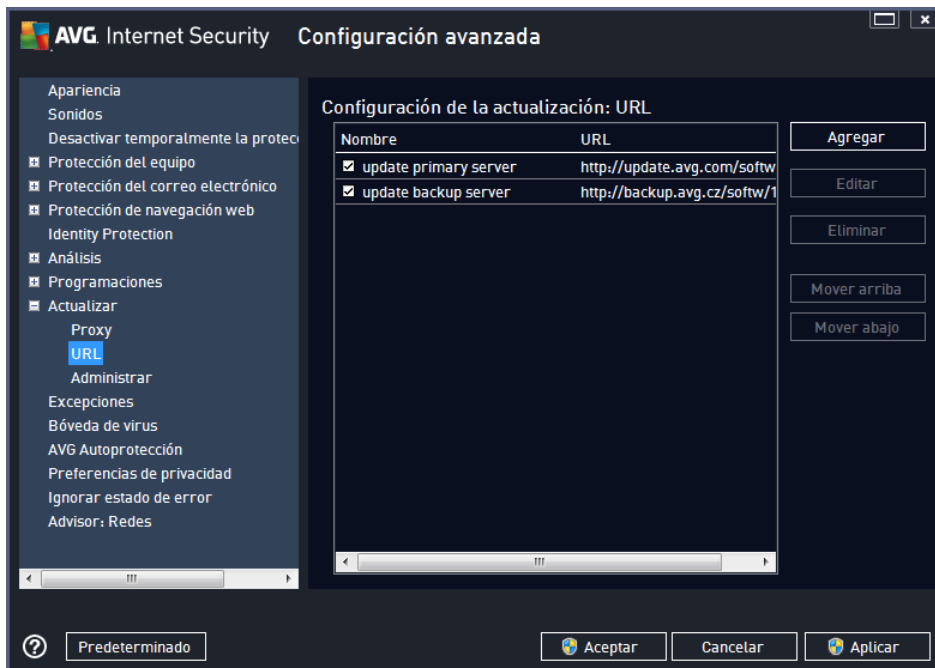 AVG. Internet Security Configuración avanzada
Apariencia
Sonidos
Desactivar temporalmente la protec
Protección del equipo
Protección del correo electrónico
Protección de navegación web
Identity Protection
Análisis
Programaciones
Actualizar
Proxy
URL
Administrar
Excepciones
Bóveda de virus
AVG Autoprotección
Preferencias de privacidad
Ignorar estado de error
Advisor: Redes
Configuración de la actualización: URL
Nombre URL
update primary server http://update.avg.com/softw
update backup server http://backup.avg.cz/softw/1
Agregar
Editar
Eliminar
Mover arriba
Mover abajo
Predeterminado
Aceptar
Cancelar
Aplicar